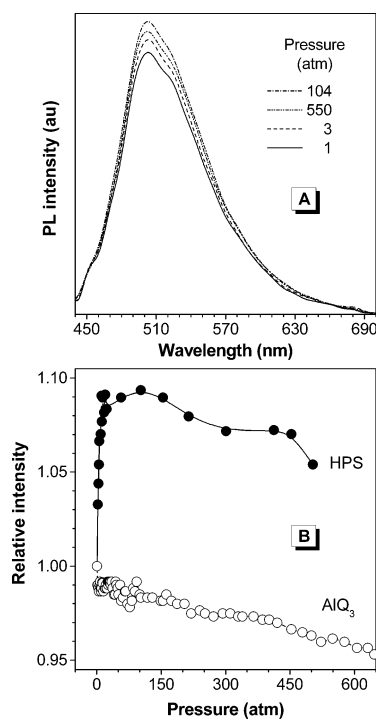 Pressure
(atm)
104
550
3
1
A
PL intensity (au)
450 510 570 630 690
Wavelength (nm)
1.10
1.05
1.00
0.95
Relative intensity
HPS
B
AlQ3
0 150 300 450 600
Pressure (atm)